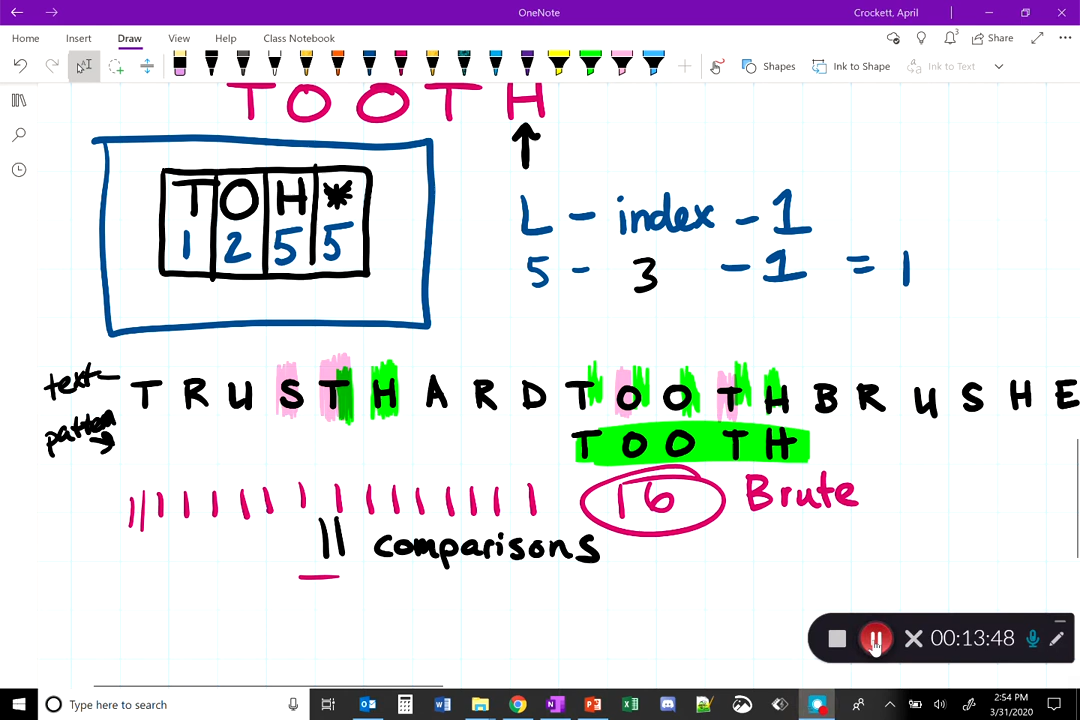 OneNote
Crockett, April
Home Insert Draw View Help Class Notebook
3 Share
Shapes Ink to Shape Ink to Text
T O O T H
T O H *
1 2 5 5
L - index - 1
5 - 3 - 1 = 1
text T R U S T H A R D T O O T H B R U S H E
pattern T O O T H
16 Brute
11 comparisons
00:13:48
Type here to search
2:54 PM
3/31/2020